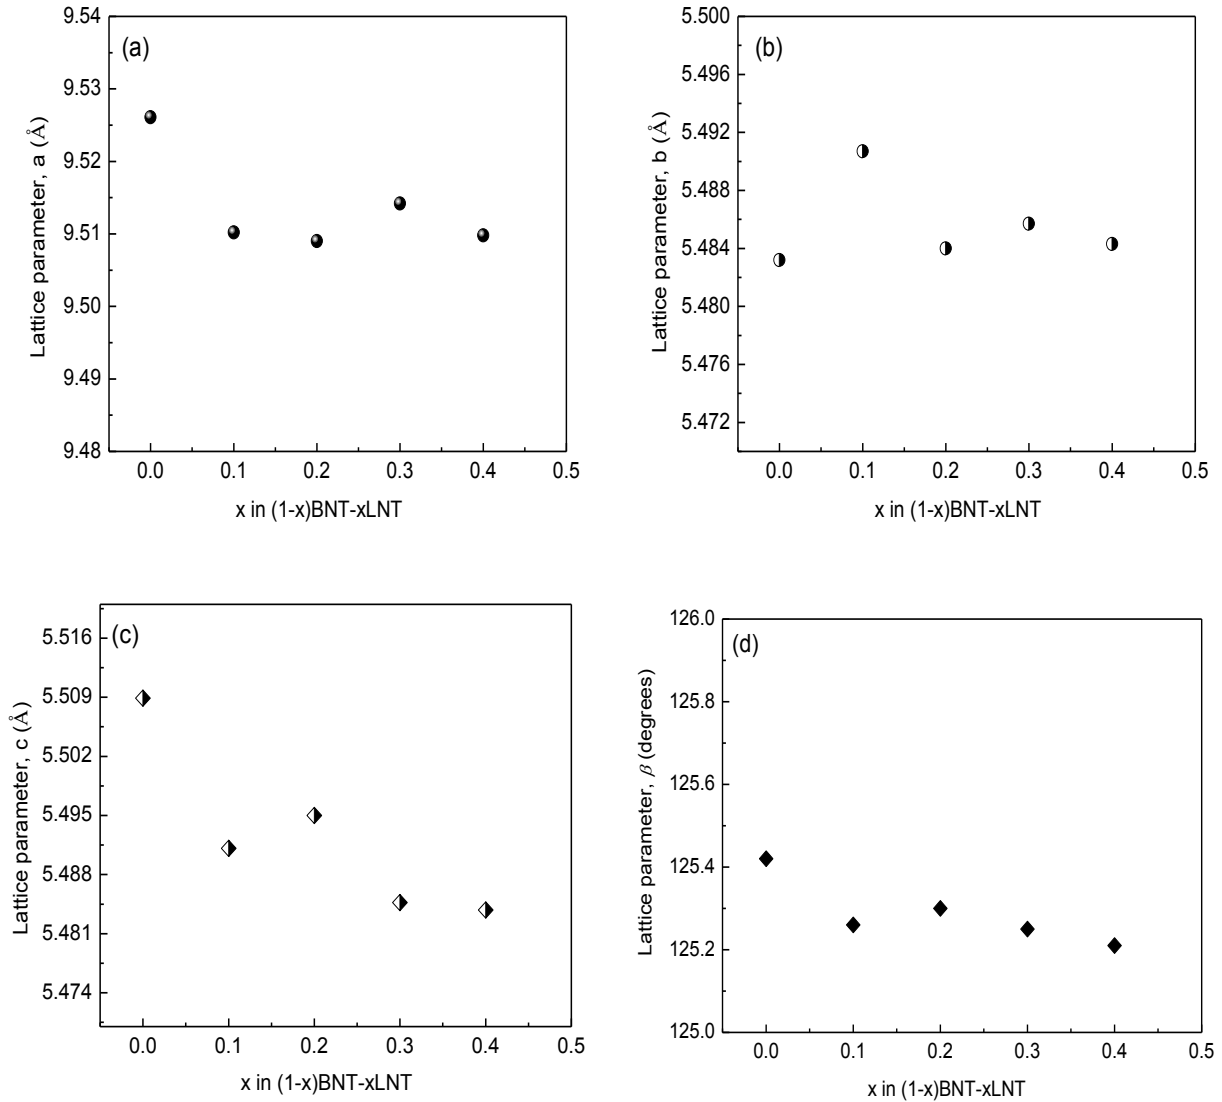 (a)
Lattice parameter, a (Å)
9.54
9.53
9.52
9.51
9.50
9.49
9.48
0.0 0.1 0.2 0.3 0.4 0.5
x in (1-x)BNT-xLNT
(b)
Lattice parameter, b (Å)
5.500
5.496
5.492
5.488
5.484
5.480
5.476
5.472
0.0 0.1 0.2 0.3 0.4 0.5
x in (1-x)BNT-xLNT
(c)
Lattice parameter, c (Å)
5.516
5.509
5.502
5.495
5.488
5.481
5.474
0.0 0.1 0.2 0.3 0.4 0.5
x in (1-x)BNT-xLNT
(d)
Lattice parameter, β (degrees)
126.0
125.8
125.6
125.4
125.2
125.0
0.0 0.1 0.2 0.3 0.4 0.5
x in (1-x)BNT-xLNT